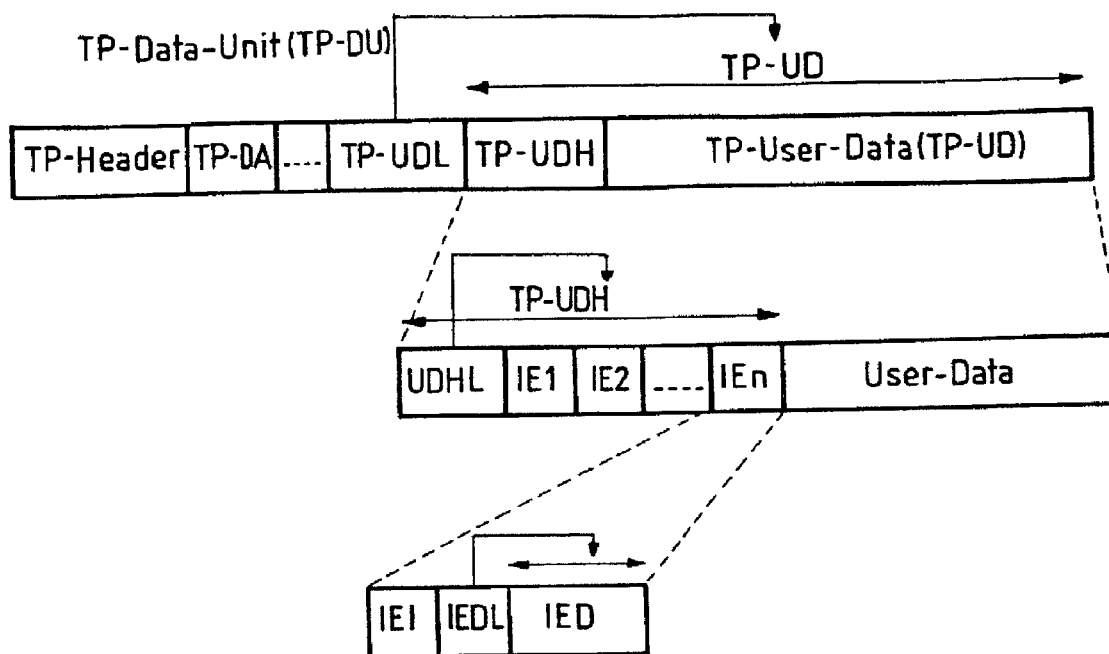 TP-Data-Unit(TP-DU)
TP-UD
TP-Header TP-DA .... TP-UDL TP-UDH TP-User-Data(TP-UD)
TP-UDH
UDHL IE1 IE2 ---- IEn User-Data
IEI IEDL IED